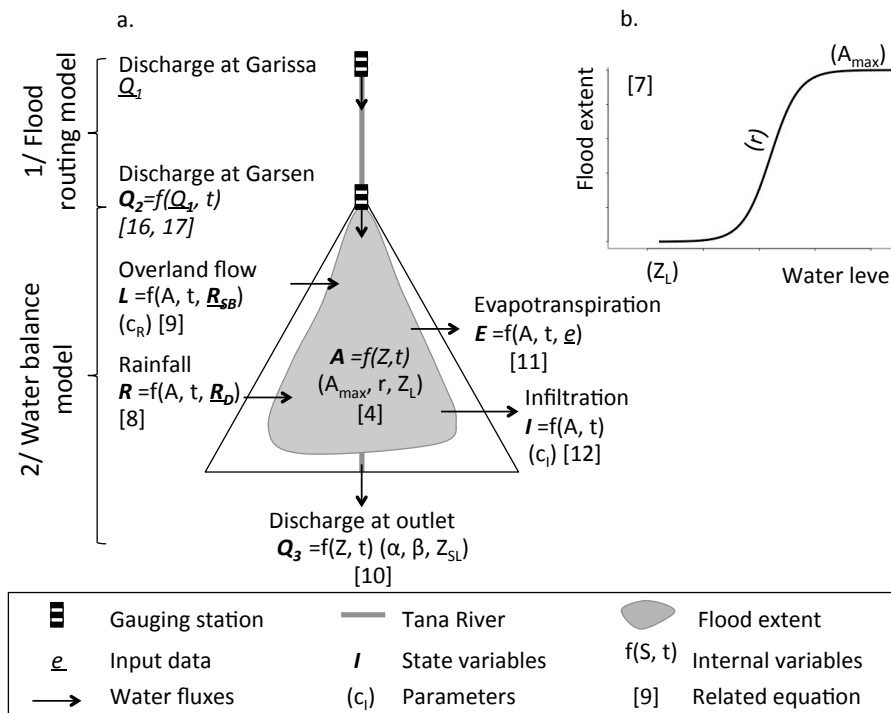 a.
b.
1/ Flood
routing model
2/ Water balance
model
Discharge at Garissa
Q1
Discharge at Garsen
Q2=f(Q1, t)
[16, 17]
Overland flow
L =f(A, t, RSB)
(cR) [9]
Rainfall
R =f(A, t, RD)
[8]
A =f(Z,t)
(Amax, r, ZL)
[4]
Evapotranspiration
E =f(A, t, e)
[11]
Infiltration
I =f(A, t)
(cI) [12]
Discharge at outlet
Q3 =f(Z, t) (α, β, ZSL)
[10]
Flood extent
[7]
(Amax)
(r)
(ZL)
Water leve
Gauging station
Tana River
Flood extent
e Input data
I State variables
f(S, t) Internal variables
Water fluxes
(cI) Parameters
[9] Related equation